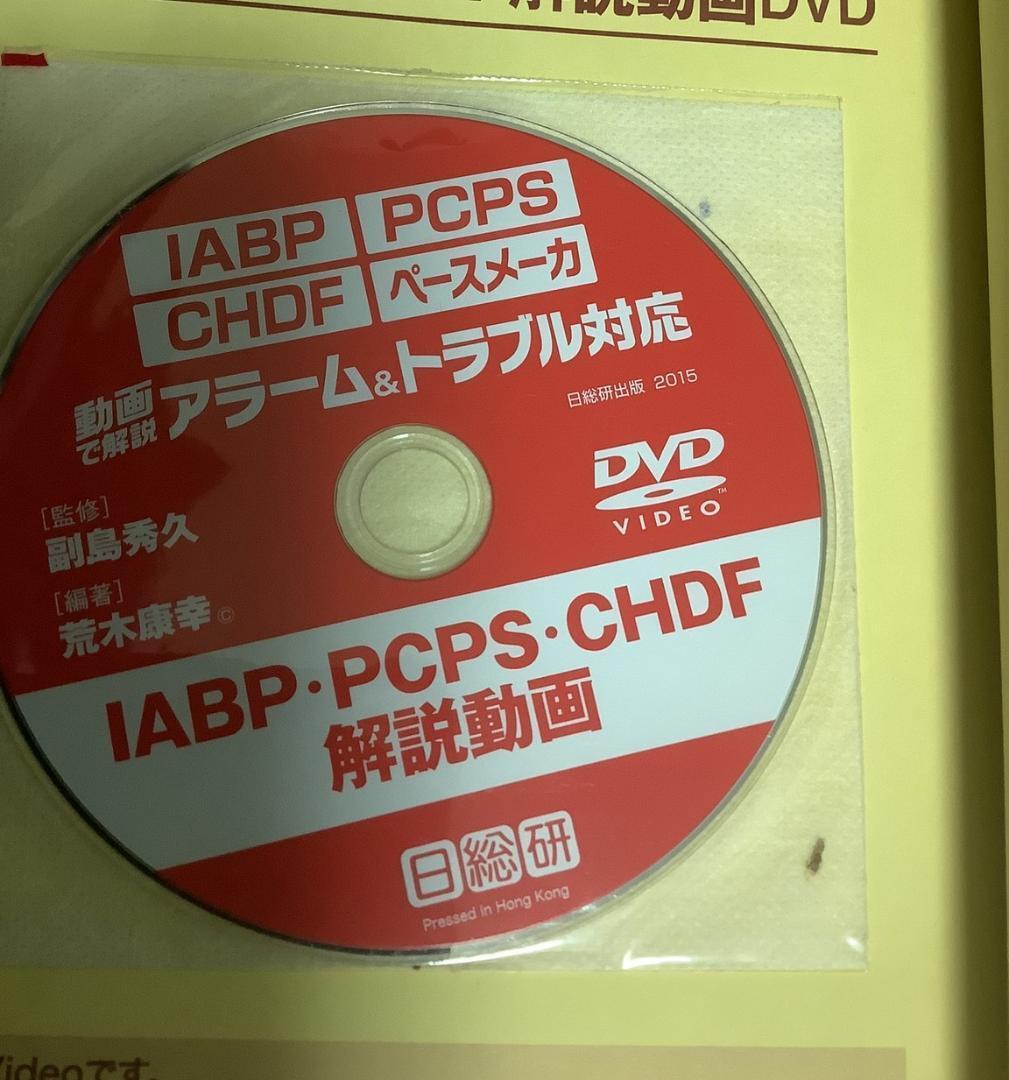 解説動画DVD
IABP PCPS
CHDF ペースメーカ
動画で解説 アラーム&トラブル対応
日総研出版 2015
DVD
VIDEO™
[監修]
副島秀久
[編著]
荒木康幸©
IABP・PCPS・CHDF
解説動画
日総研
Pressed in Hong Kong
Videoです。